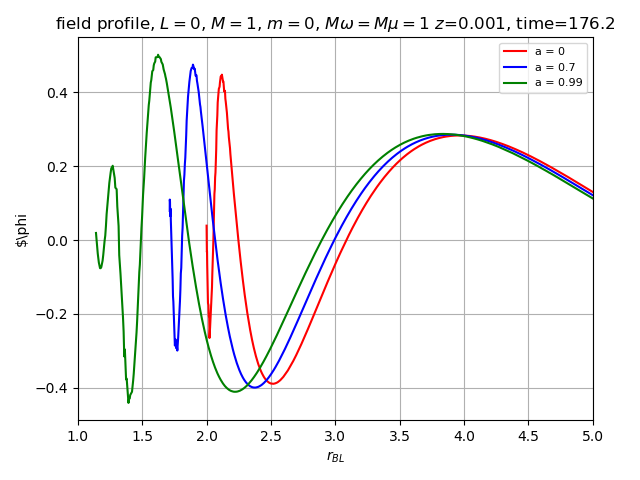 field profile, L = 0, M = 1, m = 0, Mω = Mμ = 1 z=0.001, time=176.2
a = 0
a = 0.7
a = 0.99
$\phi
0.4
0.2
0.0
−0.2
−0.4
1.0 1.5 2.0 2.5 3.0 3.5 4.0 4.5 5.0
r_{BL}